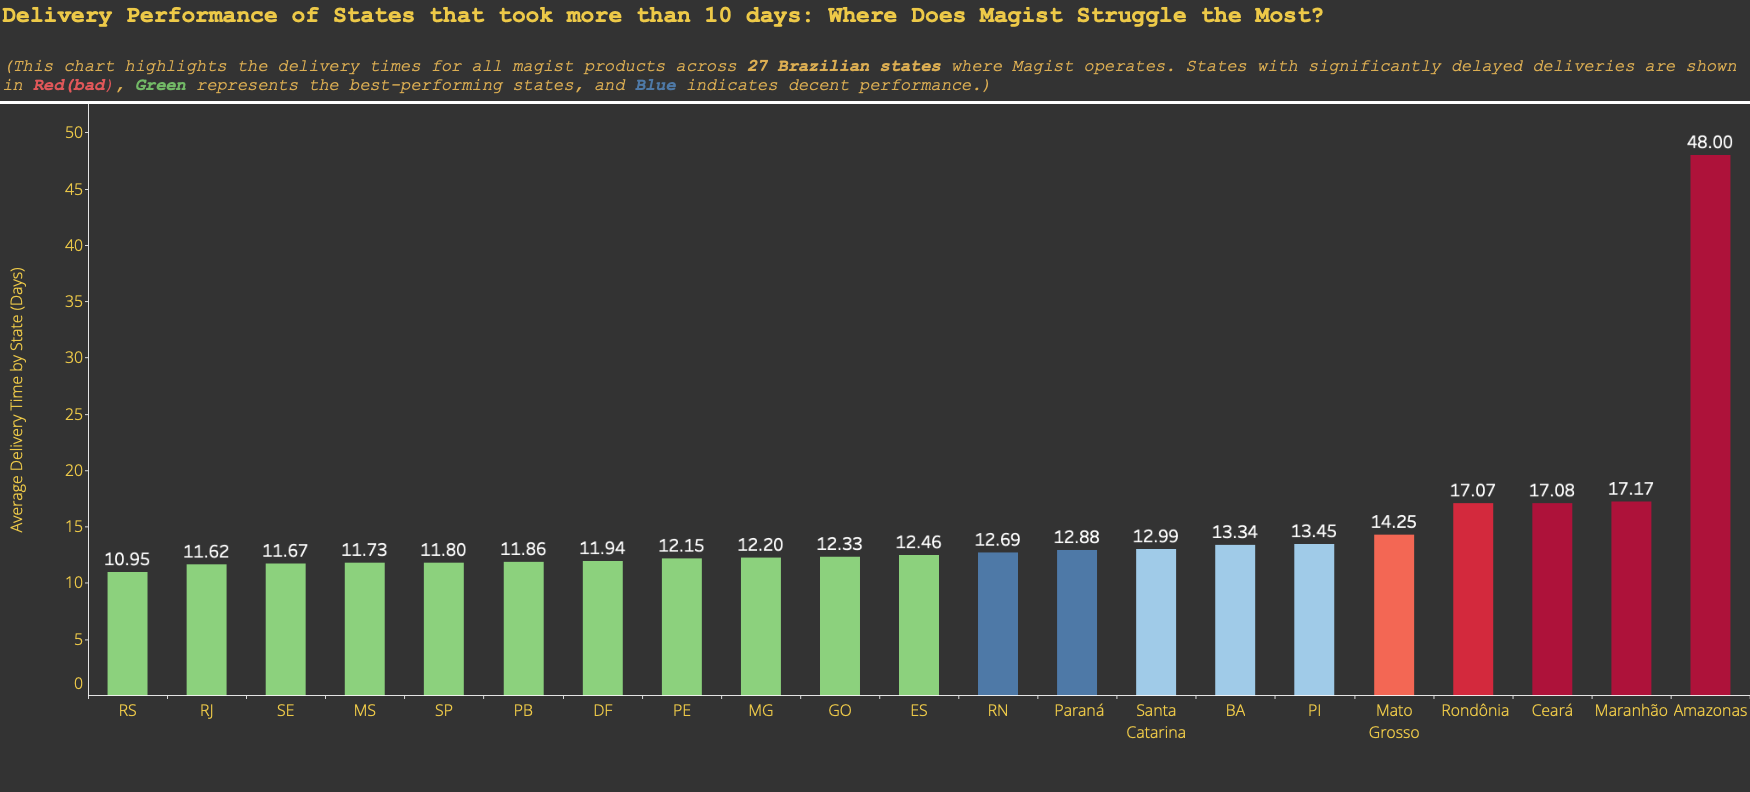 Delivery Performance of States that took more than 10 days: Where Does Magist Struggle the Most?
(This chart highlights the delivery times for all magist products across 27 Brazilian states where Magist operates. States with significantly delayed deliveries are shown
in Red(bad), Green represents the best-performing states, and Blue indicates decent performance.)
Average Delivery Time by State (Days)
50
45
40
35
30
25
20
15
10
5
0
10.95 11.62 11.67 11.73 11.80 11.86 11.94 12.15 12.20 12.33 12.46 12.69 12.88 12.99 13.34 13.45 14.25 17.07 17.08 17.17 48.00
RS RJ SE MS SP PB DF PE MG GO ES RN Paraná Santa BA PI Mato Rondônia Ceará Maranhão Amazonas
Catarina Grosso